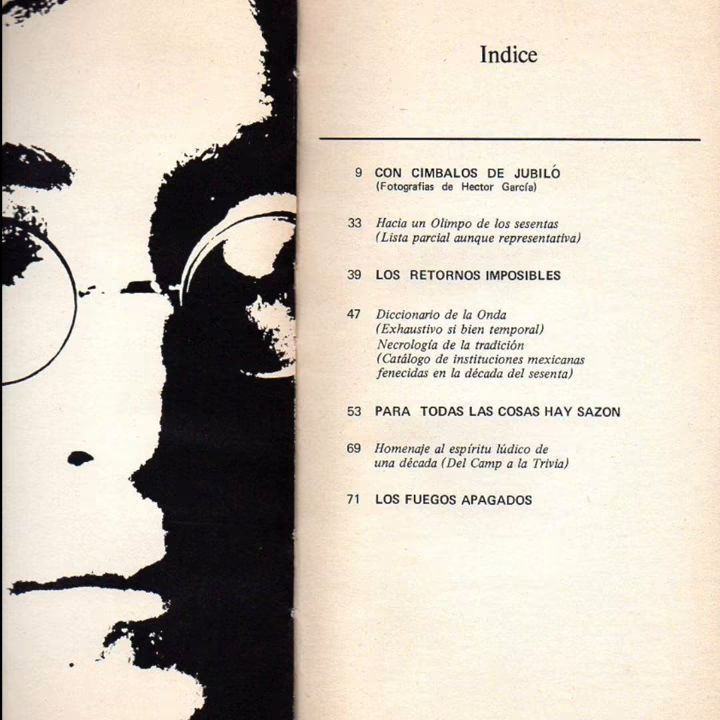 Indice
9 CON CIMBALOS DE JUBILÓ
(Fotografías de Hector García)
33 Hacia un Olimpo de los sesentas
(Lista parcial aunque representativa)
39 LOS RETORNOS IMPOSIBLES
47 Diccionario de la Onda
(Exhaustivo si bien temporal)
Necrología de la tradición
(Catálogo de instituciones mexicanas
fenecidas en la década del sesenta)
53 PARA TODAS LAS COSAS HAY SAZON
69 Homenaje al espíritu lúdico de
una década (Del Camp a la Trivia)
71 LOS FUEGOS APAGADOS